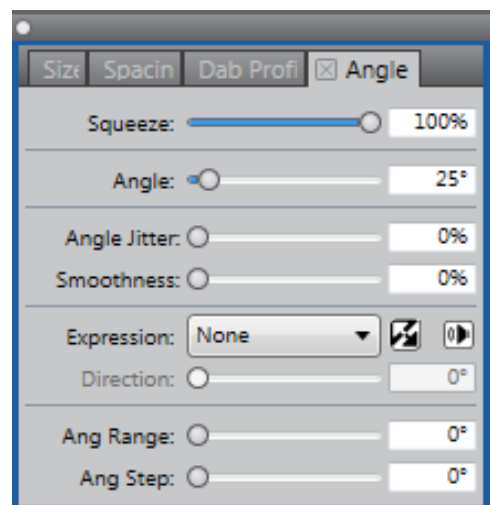 Size Spacin Dab Profi Angle
Squeeze: 100%
Angle: 25°
Angle Jitter: 0%
Smoothness: 0%
Expression: None
Direction: 0°
Ang Range: 0°
Ang Step: 0°